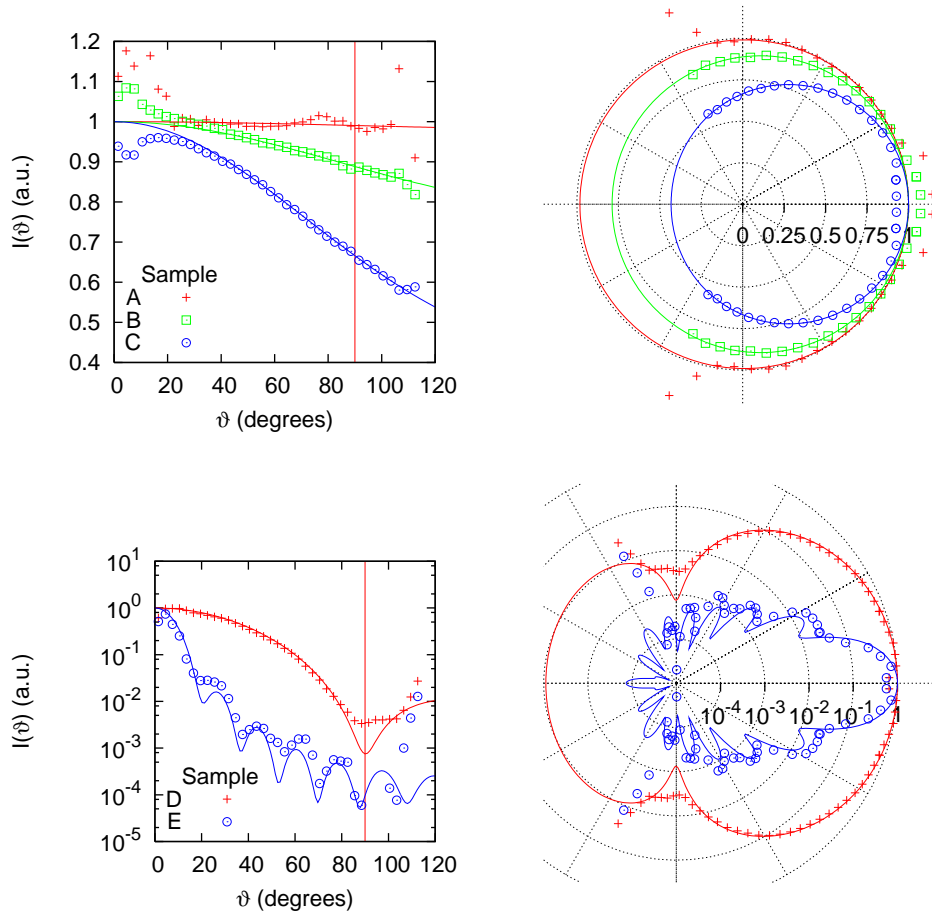 1.2
1.1
1
0.9
0.8
0.7
0.6
0.5
0.4
I(ϑ) (a.u.)
Sample
A
B
C
0 20 40 60 80 100 120
ϑ (degrees)
0 0.25 0.5 0.75 1
10^1
10^0
10^-1
10^-2
10^-3
10^-4
10^-5
I(ϑ) (a.u.)
Sample
D
E
0 20 40 60 80 100 120
ϑ (degrees)
10^-4 10^-3 10^-2 10^-1 1